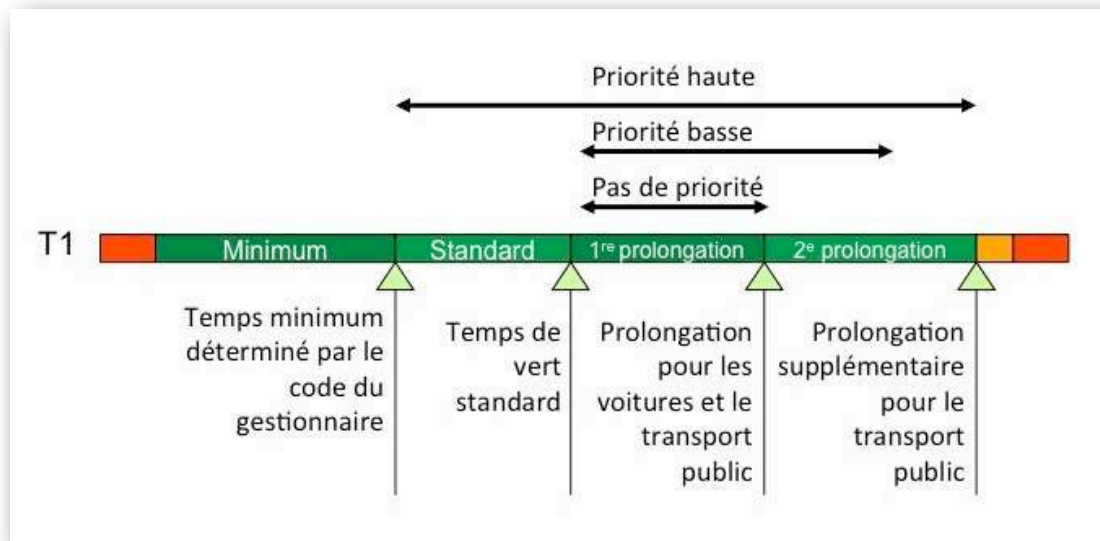 Priorité haute
Priorité basse
Pas de priorité
T1
Minimum
Standard
1re prolongation
2e prolongation
Temps minimum
déterminé par le
code du
gestionnaire
Temps de
vert
standard
Prolongation
pour les
voitures et le
transport
public
Prolongation
supplémentaire
pour le
transport
public